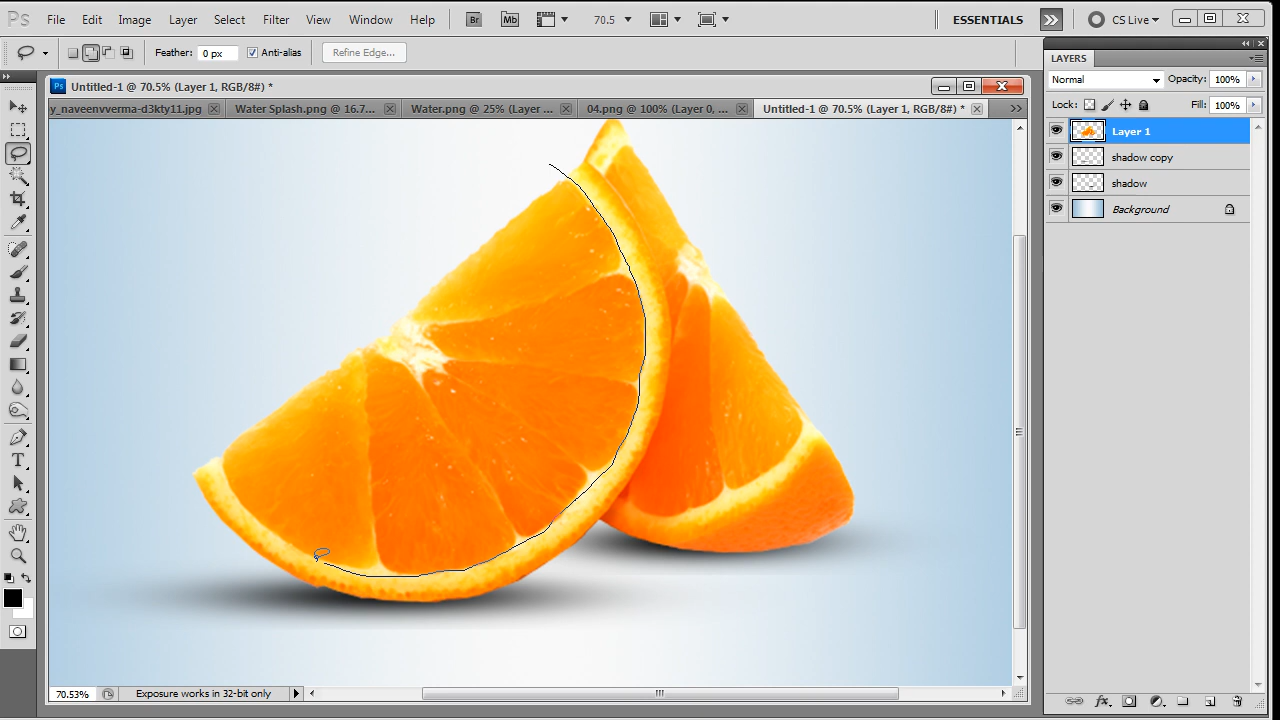 Ps File Edit Image Layer Select Filter View Window Help Br Mb 70.5 ESSENTIALS CS Live
Feather: 0 px Anti-alias Refine Edge...
LAYERS
Ps Untitled-1 @ 70.5% (Layer 1, RGB/8#) *
Normal Opacity: 100%
y_naveenvverma-d3kty11.jpg Water Splash.png @ 16.7... Water.png @ 25% (Layer ... 04.png @ 100% (Layer 0, ... Untitled-1 @ 70.5% (Layer 1, RGB/8#) *
Lock: Fill: 100%
Layer 1
shadow copy
shadow
Background
T
70.53% Exposure works in 32-bit only
fx